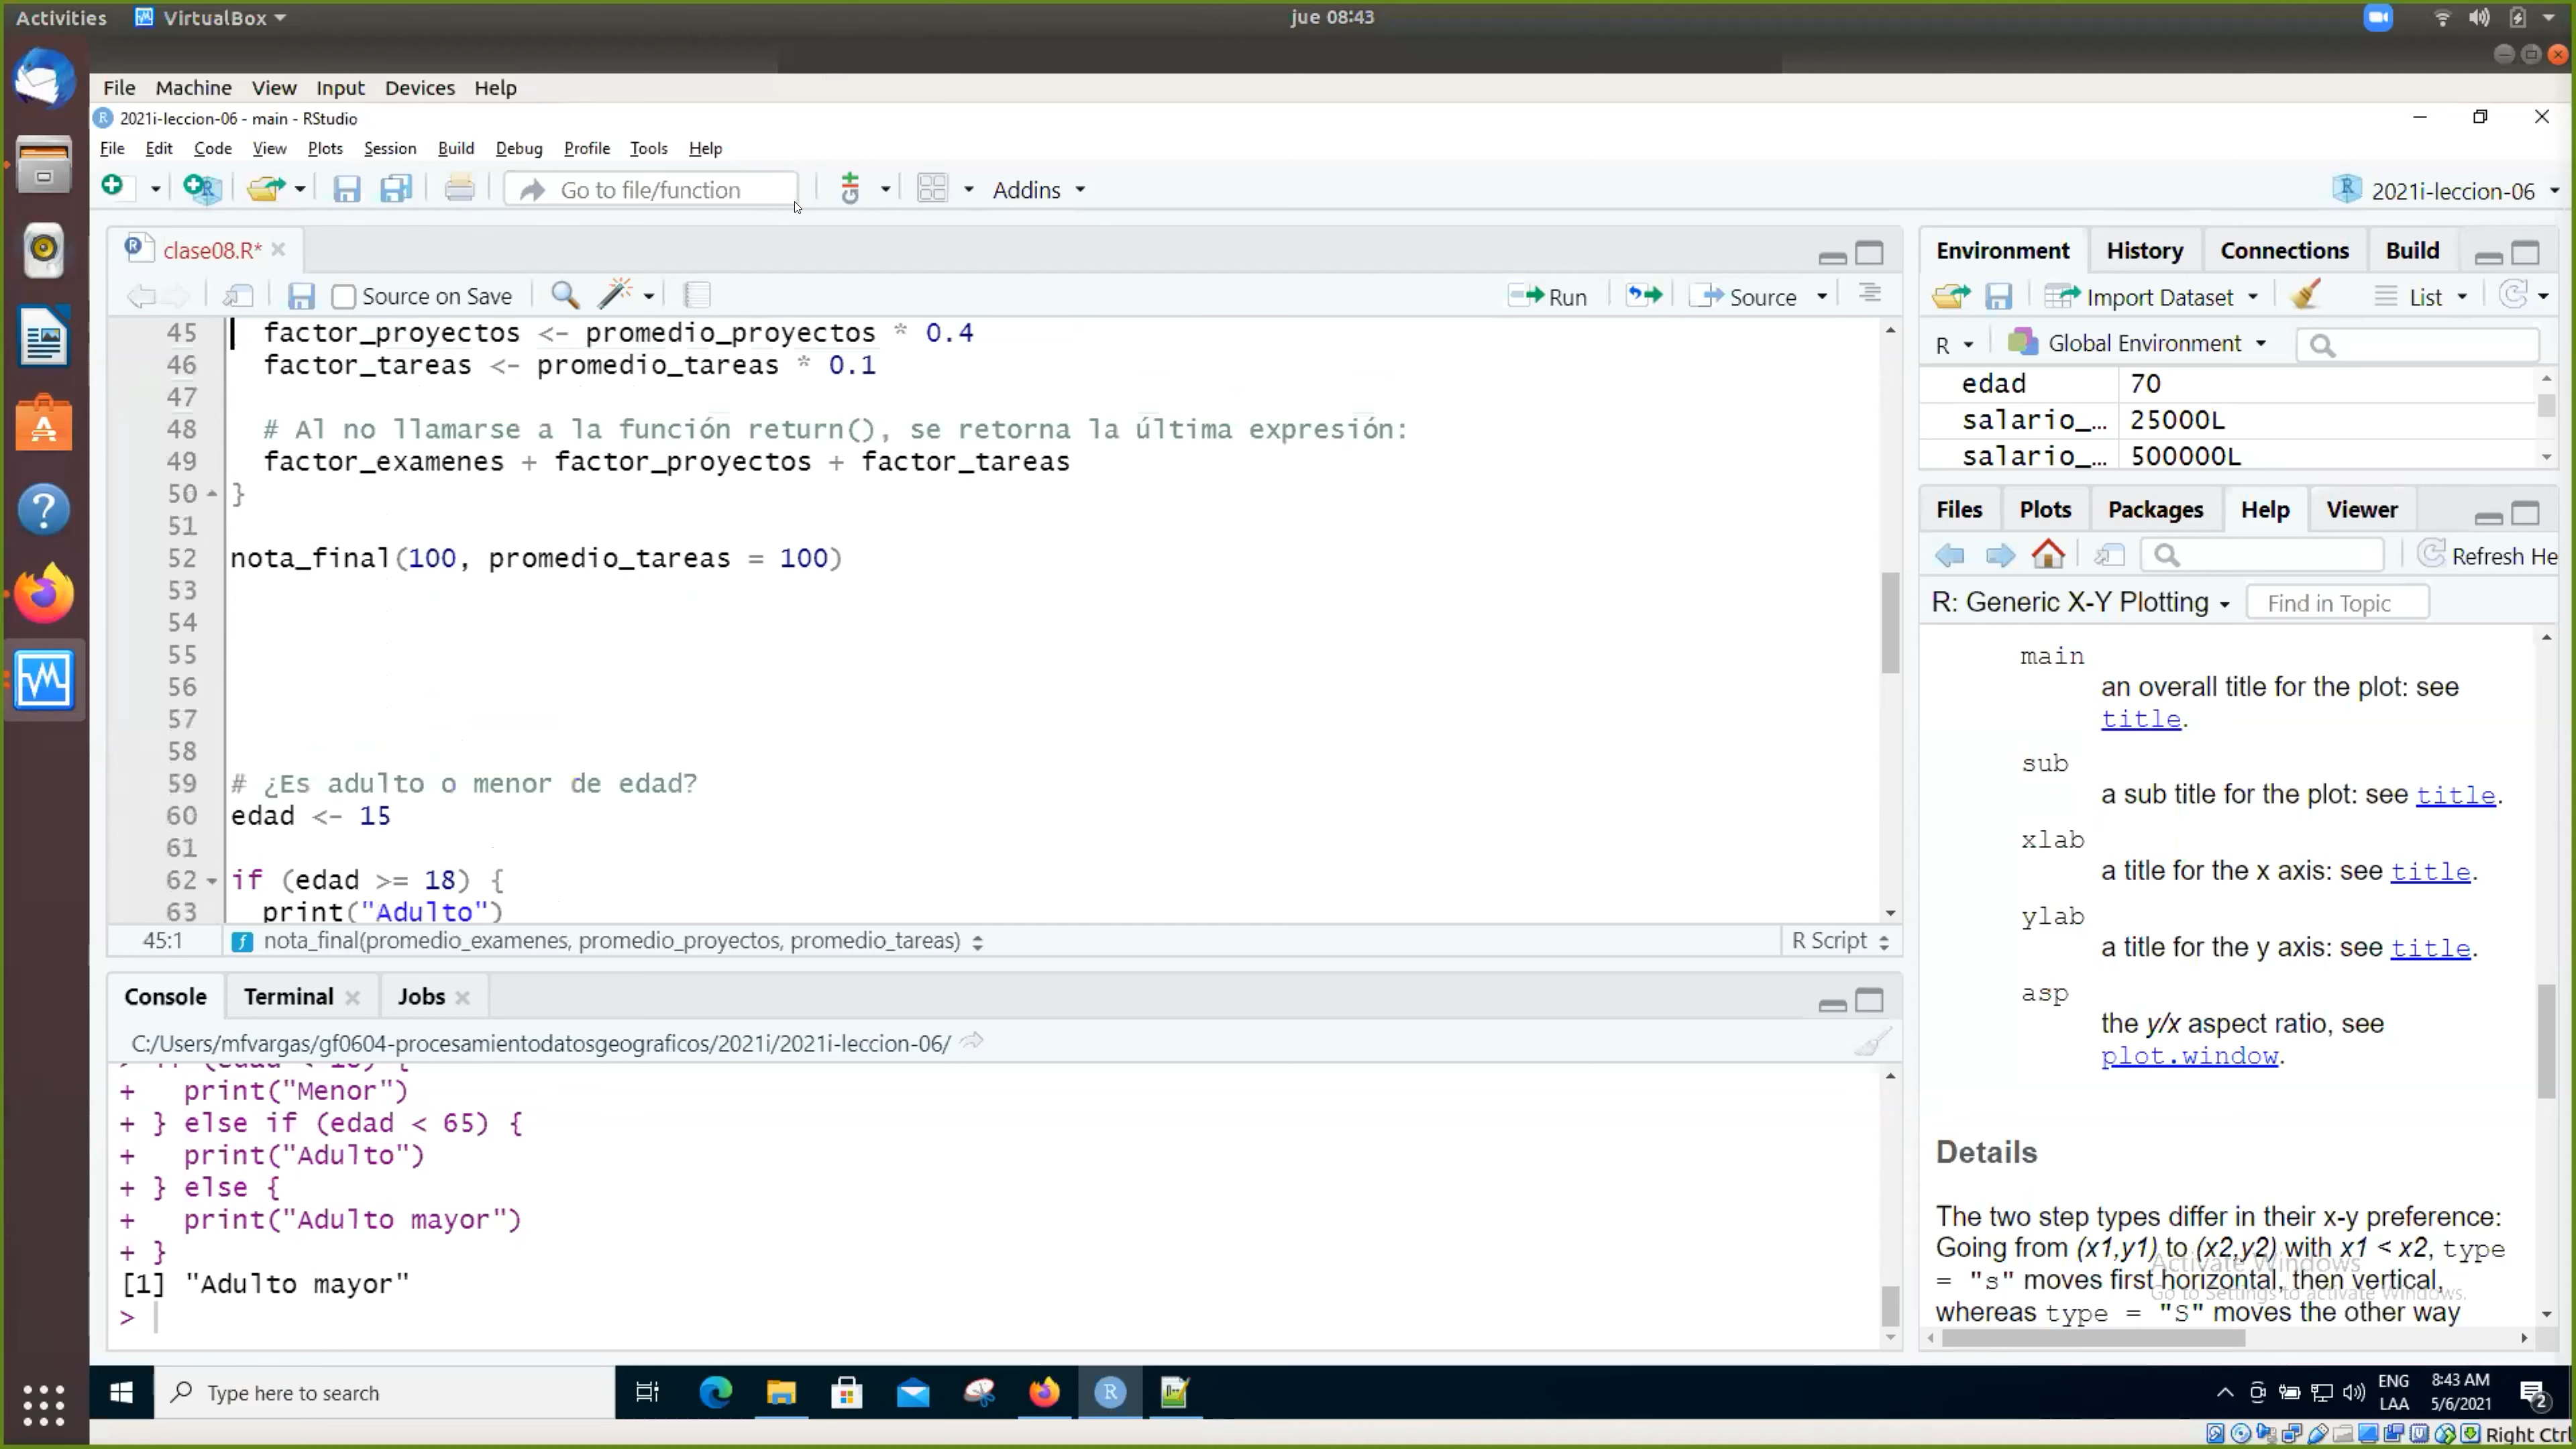 Activities
VirtualBox
jue 08:43
File Machine View Input Devices Help
2021i-leccion-06 - main - RStudio
File Edit Code View Plots Session Build Debug Profile Tools Help
Go to file/function
Addins
2021i-leccion-06
clase08.R*
Source on Save
Run
Source
45 factor_proyectos <- promedio_proyectos * 0.4
46 factor_tareas <- promedio_tareas * 0.1
47
48 # Al no llamarse a la función return(), se retorna la última expresión:
49 factor_examenes + factor_proyectos + factor_tareas
50 }
51
52 nota_final(100, promedio_tareas = 100)
53
54
55
56
57
58
59 # ¿Es adulto o menor de edad?
60 edad <- 15
61
62 if (edad >= 18) {
63 print("Adulto")
45:1
nota_final(promedio_examenes, promedio_proyectos, promedio_tareas)
R Script
Console Terminal Jobs
C:/Users/mfvargas/gf0604-procesamientodatosgeograficos/2021i/2021i-leccion-06/
+ print("Menor")
+ } else if (edad < 65) {
+ print("Adulto")
+ } else {
+ print("Adulto mayor")
+ }
[1] "Adulto mayor"
>
Environment History Connections Build
Import Dataset
List
R
Global Environment
edad 70
salario_... 25000L
salario_... 500000L
Files Plots Packages Help Viewer
Refresh He
R: Generic X-Y Plotting
Find in Topic
main
an overall title for the plot: see
title.
sub
a sub title for the plot: see title.
xlab
a title for the x axis: see title.
ylab
a title for the y axis: see title.
asp
the y/x aspect ratio, see
plot.window.
Details
The two step types differ in their x-y preference:
Going from (x1,y1) to (x2,y2) with x1 < x2, type
= "s" moves first horizontal, then vertical,
whereas type = "S" moves the other way
Activate Windows
Go to Settings to activate Windows.
Type here to search
ENG
LAA
8:43 AM
5/6/2021
2
Right Ctrl